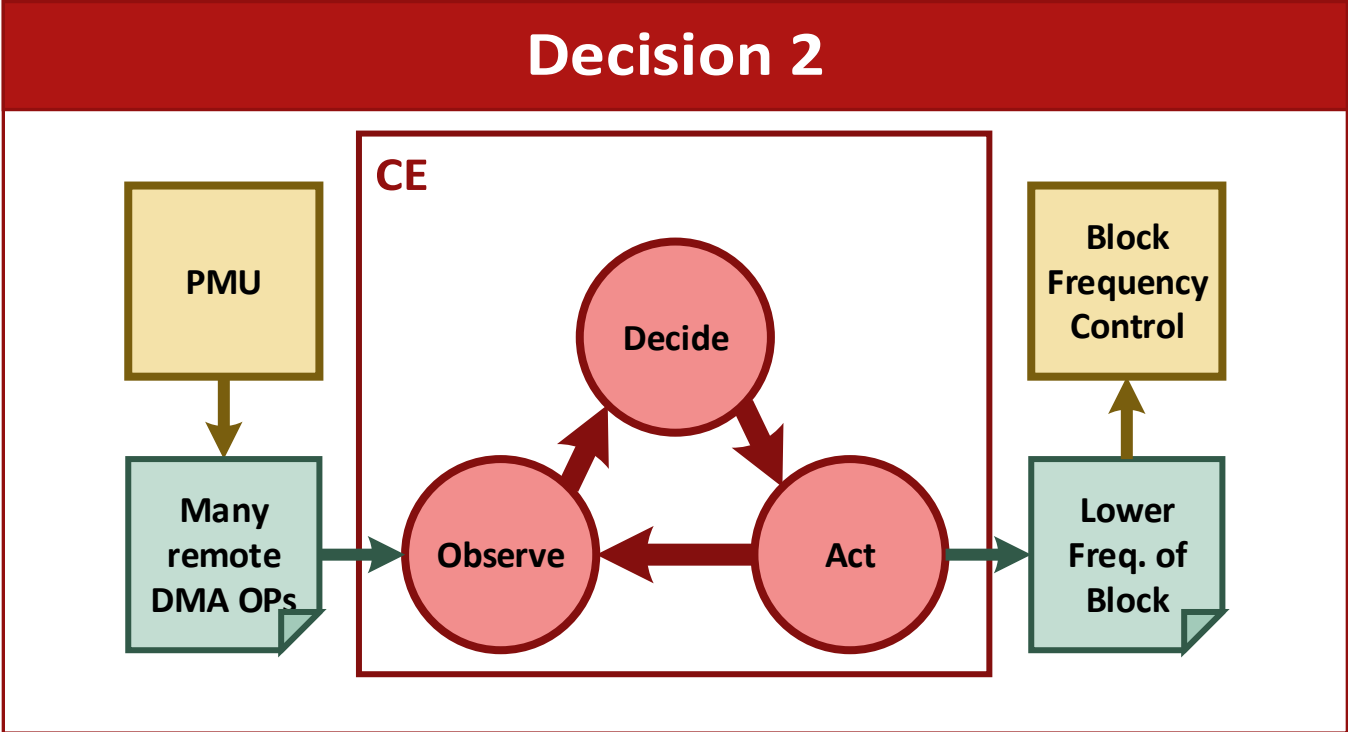 Decision 2
CE
PMU
Many
remote
DMA OPs
Observe
Decide
Act
Lower
Freq. of
Block
Block
Frequency
Control